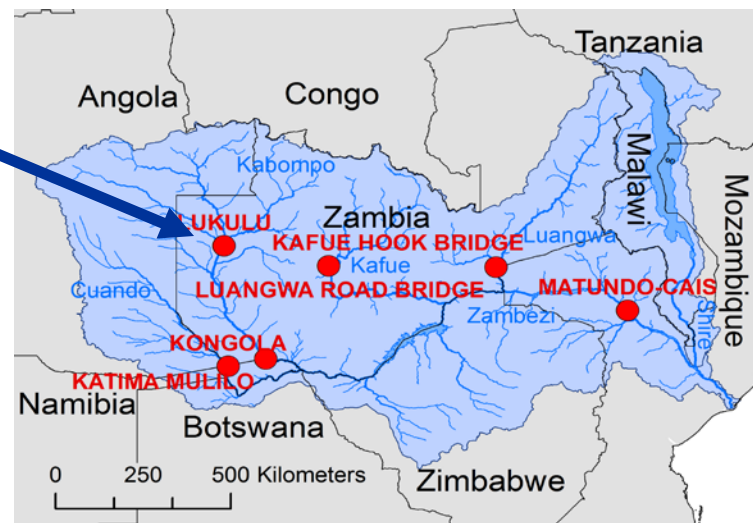 Tanzania
Angola
Congo
Kabompo
Malawi
Mozambique
LUKULU
Zambia
KAFUE HOOK BRIDGE
Luangwa
Kafue
Cuando
LUANGWA ROAD BRIDGE
MATUNDO-CAIS
Zambezi
Shire
KONGOLA
KATIMA MULILO
Namibia
Botswana
0 250 500 Kilometers
Zimbabwe